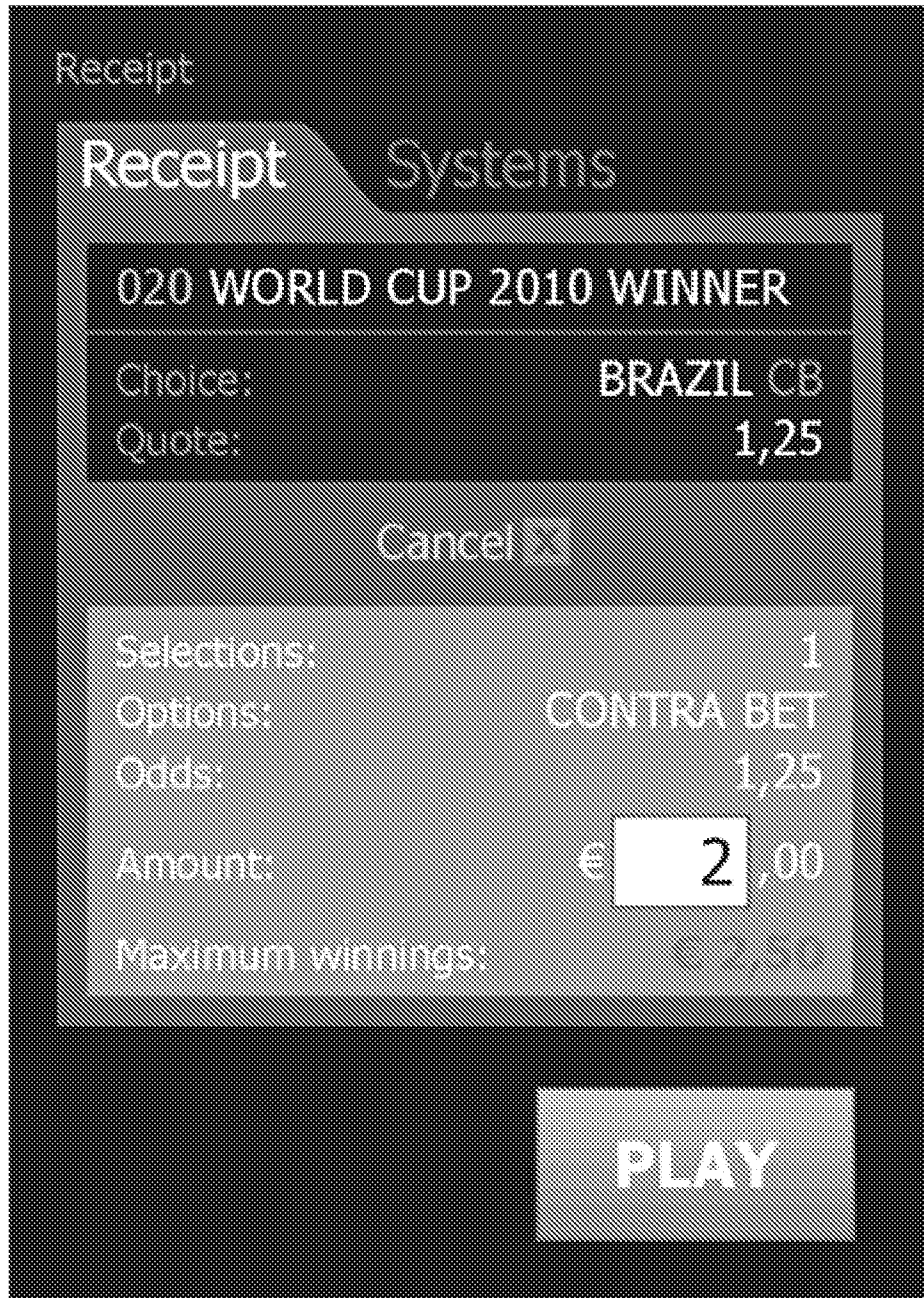 Receipt
Receipt Systems
020 WORLD CUP 2010 WINNER
Choice: BRAZIL CB
Quote: 1,25
Cancel
Selections: 1
Options: CONTRA BET
Odds: 1,25
Amount: € 2 ,00
Maximum winnings:
PLAY